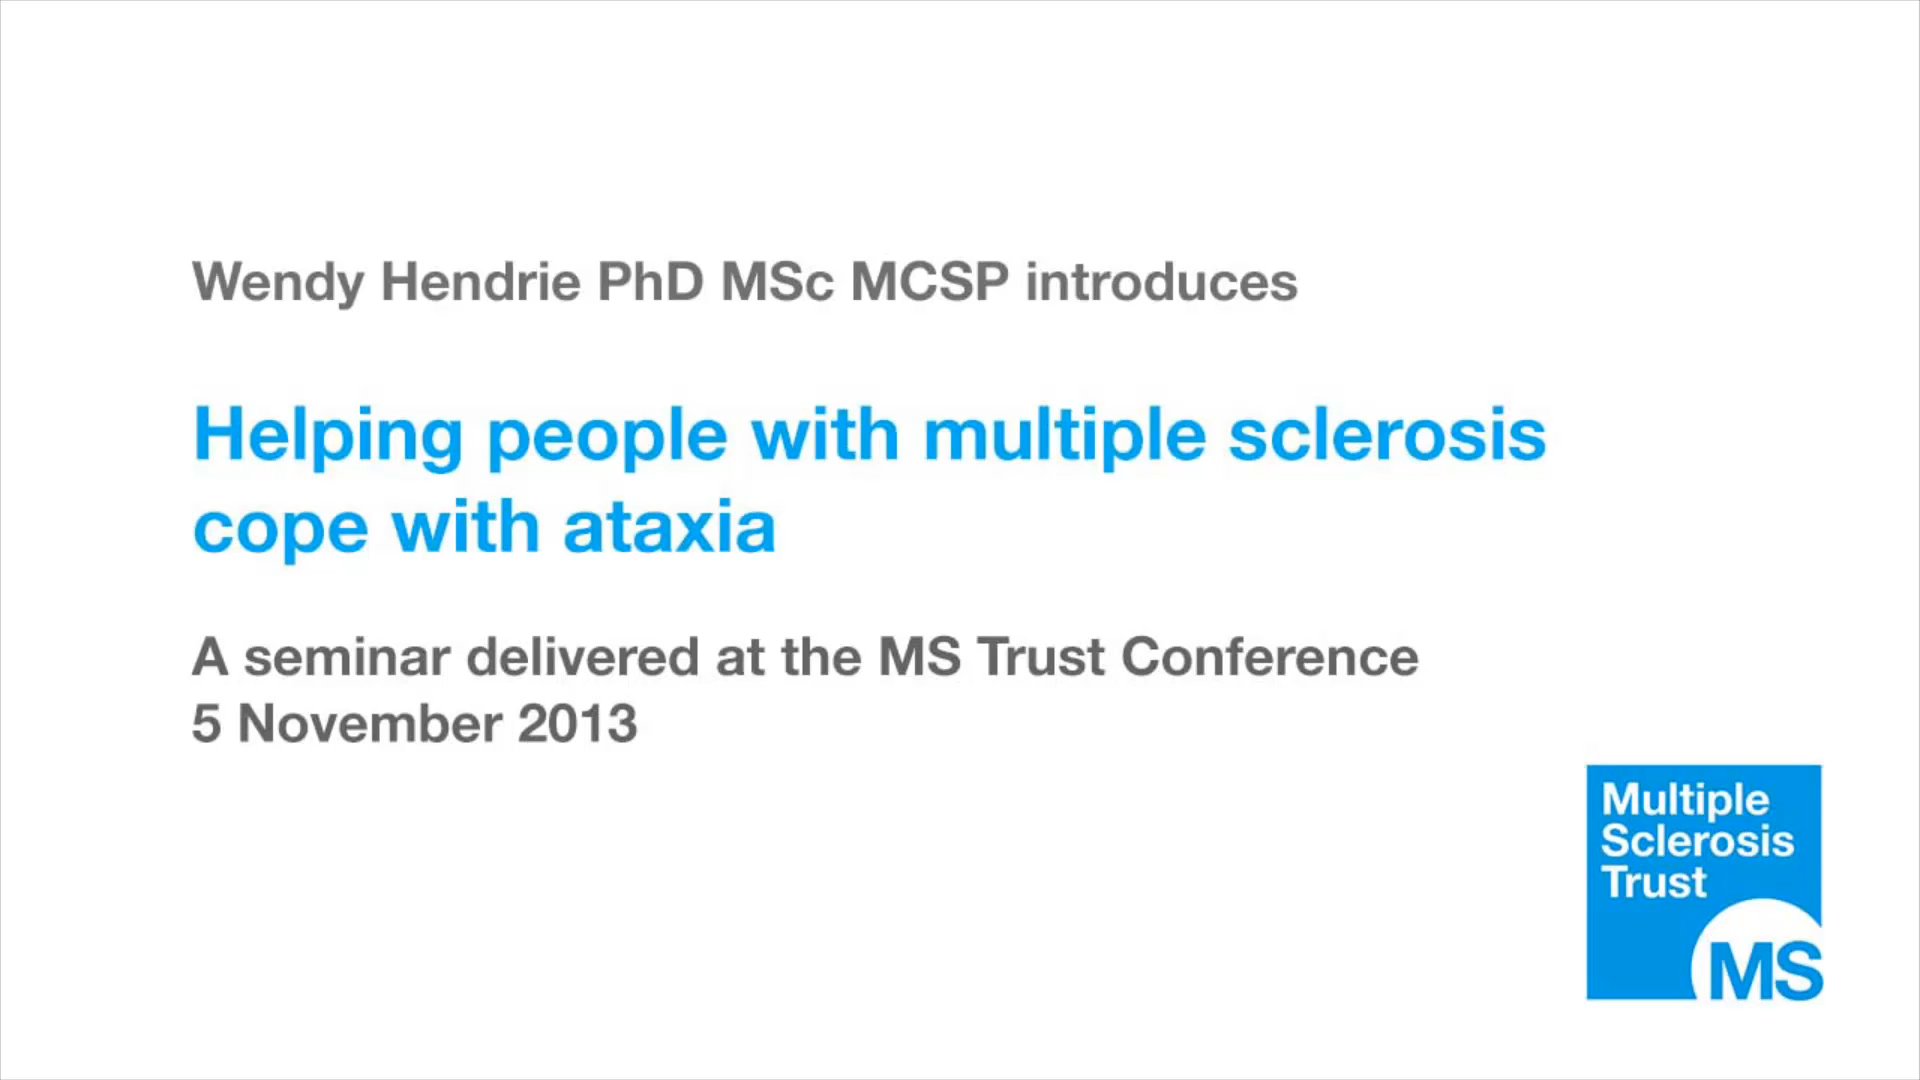 Wendy Hendrie PhD MSc MCSP introduces
Helping people with multiple sclerosis
cope with ataxia
A seminar delivered at the MS Trust Conference
5 November 2013
Multiple
Sclerosis
Trust
MS